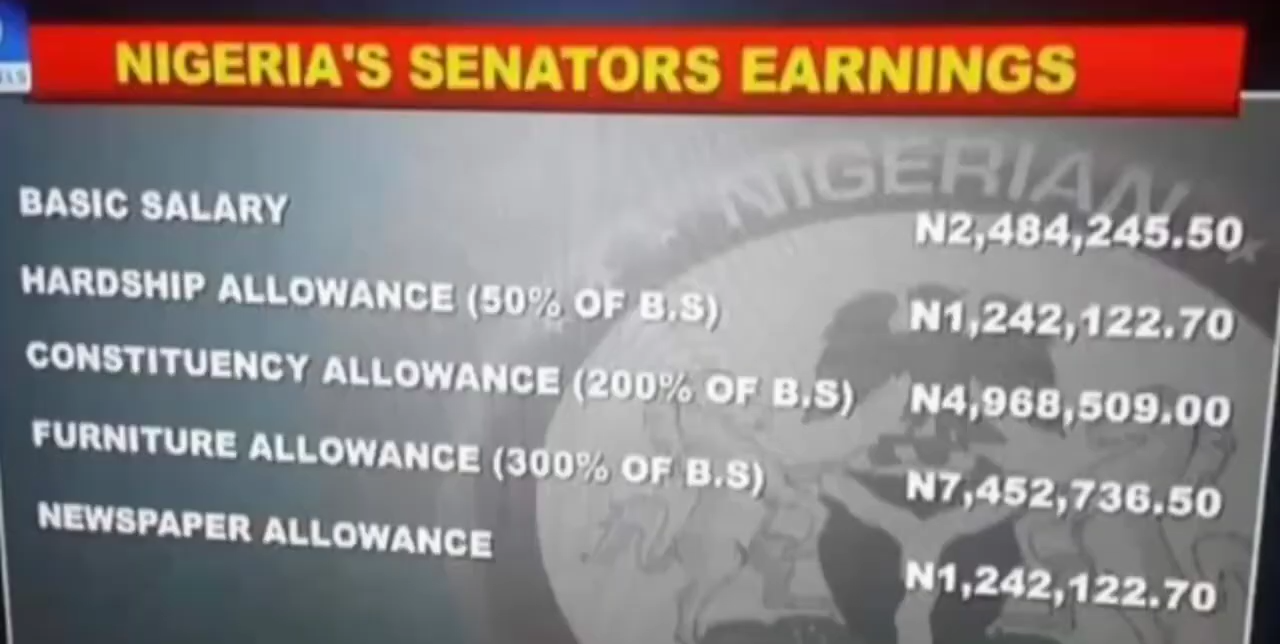 NIGERIA'S SENATORS EARNINGS
NIGERIAN
BASIC SALARY N2,484,245.50
HARDSHIP ALLOWANCE (50% OF B.S) N1,242,122.70
CONSTITUENCY ALLOWANCE (200% OF B.S) N4,968,509.00
FURNITURE ALLOWANCE (300% OF B.S) N7,452,736.50
NEWSPAPER ALLOWANCE N1,242,122.70